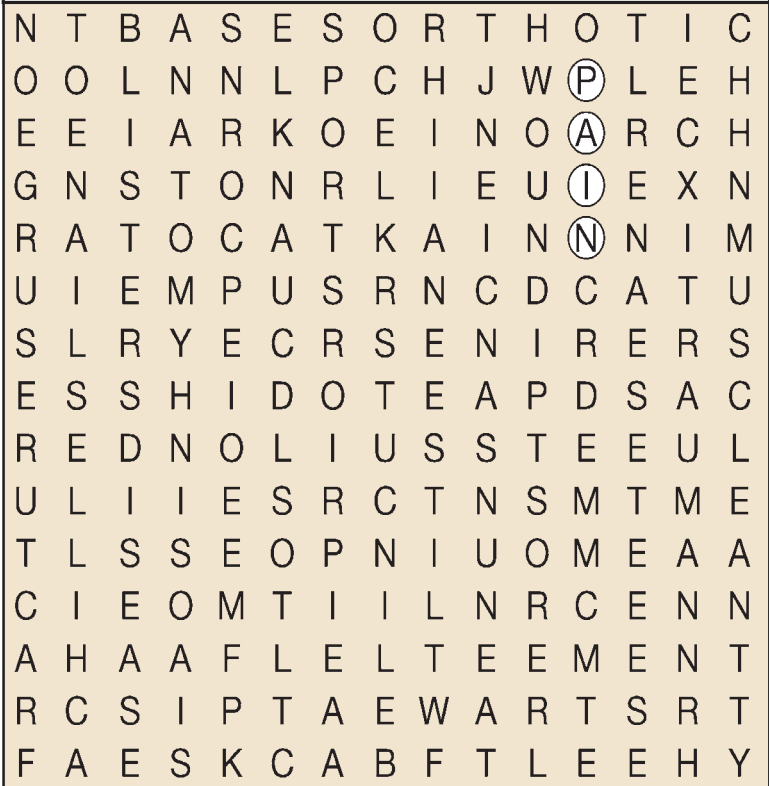 N T B A S E S O R T H O T I C
O O L N N L P C H J W P L E H
E E I A R K O E I N O A R C H
G N S T O N R L I E U I E X N
R A T O C A T K A I N N N I M
U I E M P U S R N C D C A T U
S L R Y E C R S E N I R E R S
E S S H I D O T E A P D S A C
R E D N O L I U S S T E E U L
U L I I E S R C T N S M T M E
T L S S E O P N I U O M E A A
C I E O M T I I L N R C E N N
A H A A F L E L T E E M E N T
R C S I P T A E W A R T S R T
F A E S K C A B F T L E E H Y